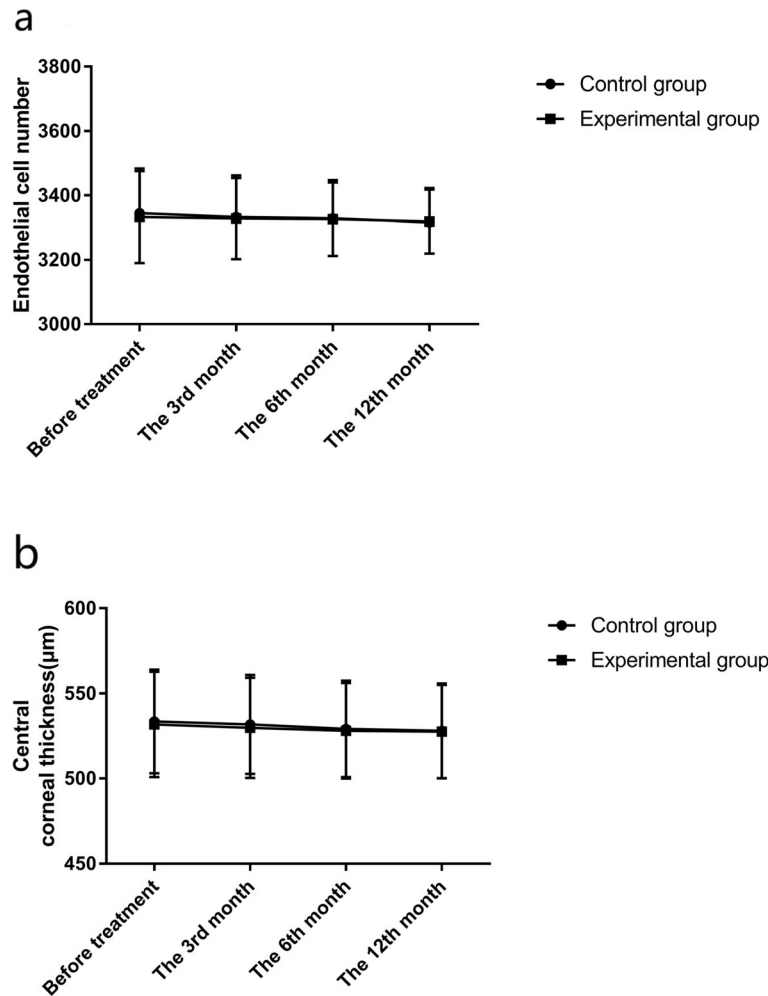 a
3800
3600
3400
3200
3000
Endothelial cell number
Before treatment
The 3rd month
The 6th month
The 12th month
Control group
Experimental group
b
600
550
500
450
Central
corneal thickness(μm)
Before treatment
The 3rd month
The 6th month
The 12th month
Control group
Experimental group